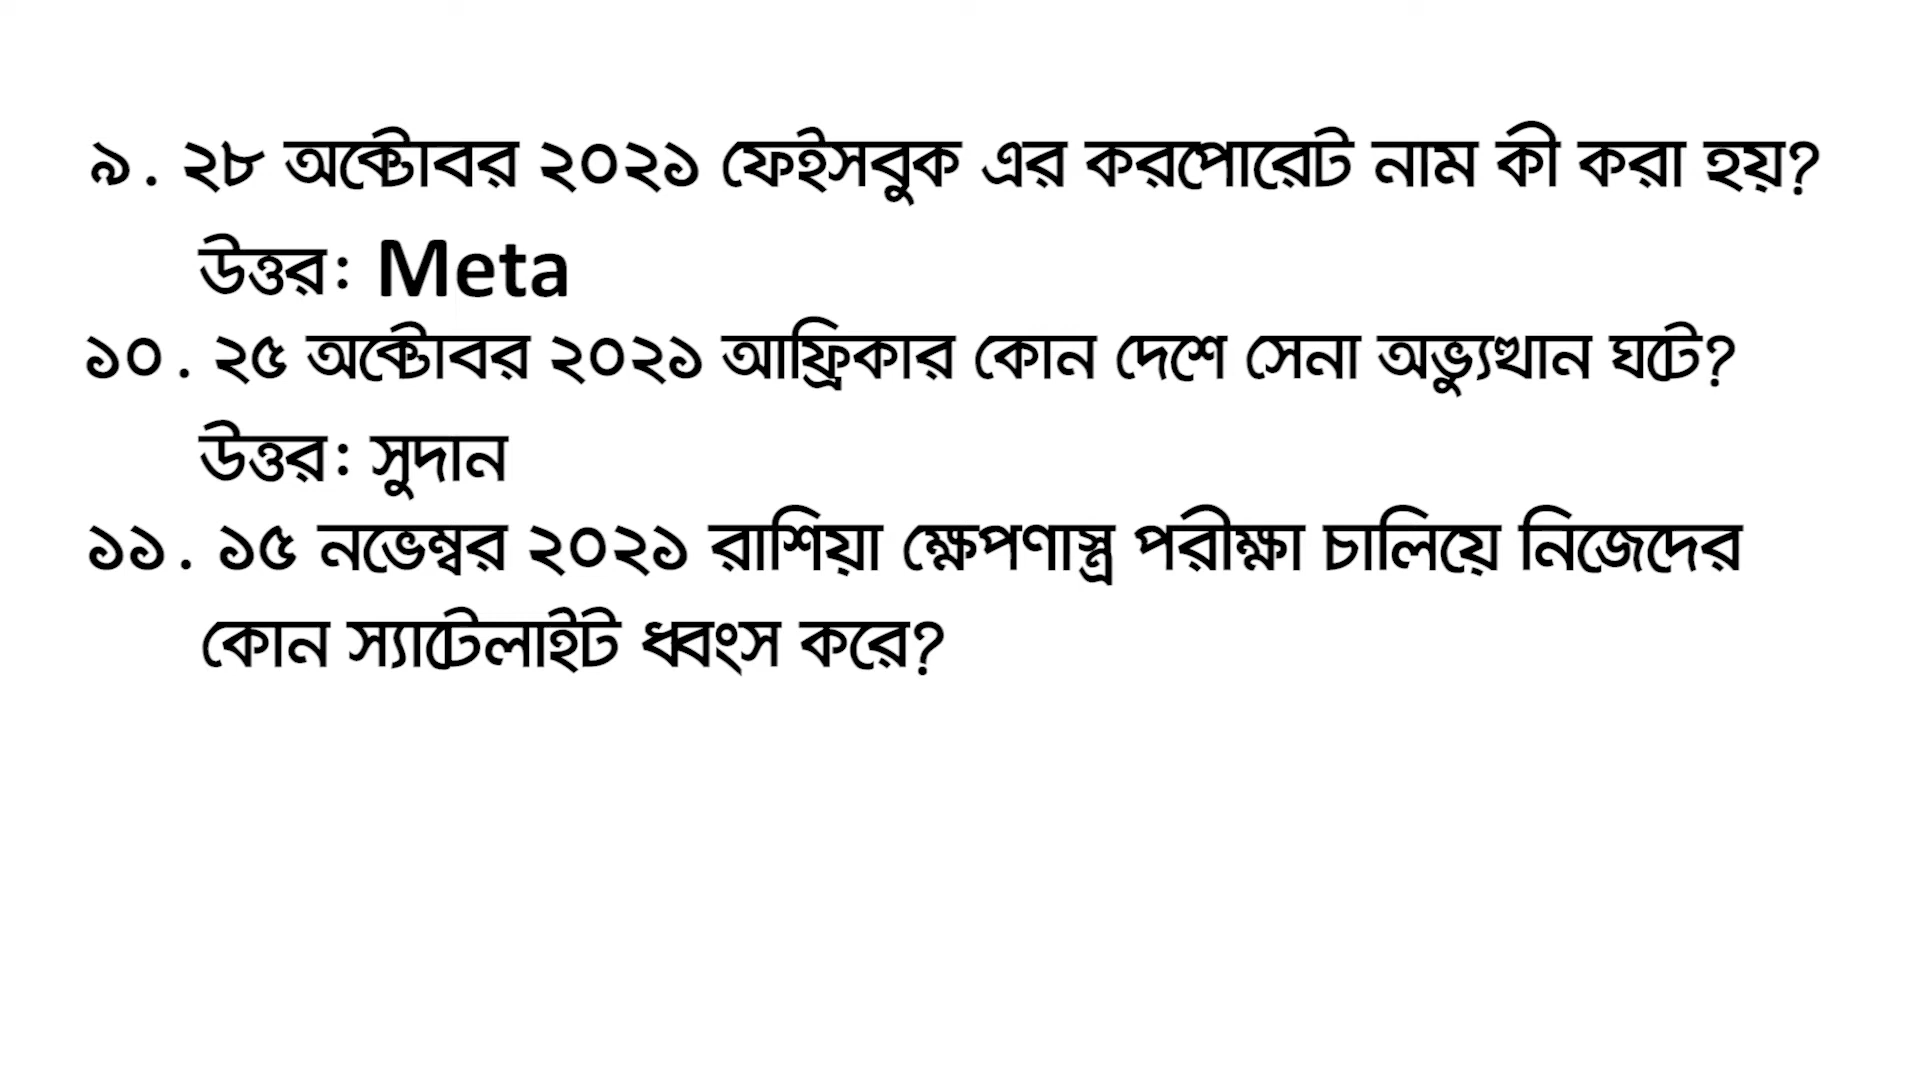 ৯. ২৮ অক্টোবর ২০২১ ফেইসবুক এর করপোরেট নাম কী করা হয়?
উত্তর: Meta
১০. ২৫ অক্টোবর ২০২১ আফ্রিকার কোন দেশে সেনা অভ্যুত্থান ঘটে?
উত্তর: সুদান
১১. ১৫ নভেম্বর ২০২১ রাশিয়া ক্ষেপণাস্ত্র পরীক্ষা চালিয়ে নিজেদের
কোন স্যাটেলাইট ধ্বংস করে?